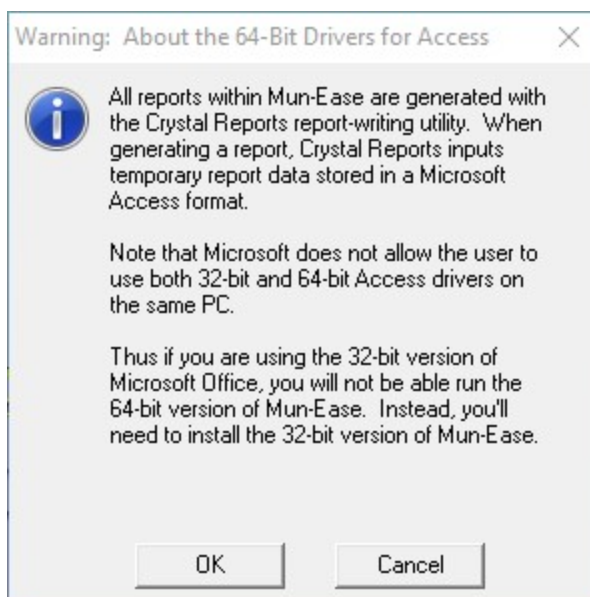 Warning: About the 64-Bit Drivers for Access
All reports within Mun-Ease are generated with
the Crystal Reports report-writing utility. When
generating a report, Crystal Reports inputs
temporary report data stored in a Microsoft
Access format.
Note that Microsoft does not allow the user to
use both 32-bit and 64-bit Access drivers on
the same PC.
Thus if you are using the 32-bit version of
Microsoft Office, you will not be able run the
64-bit version of Mun-Ease. Instead, you'll
need to install the 32-bit version of Mun-Ease.
OK Cancel